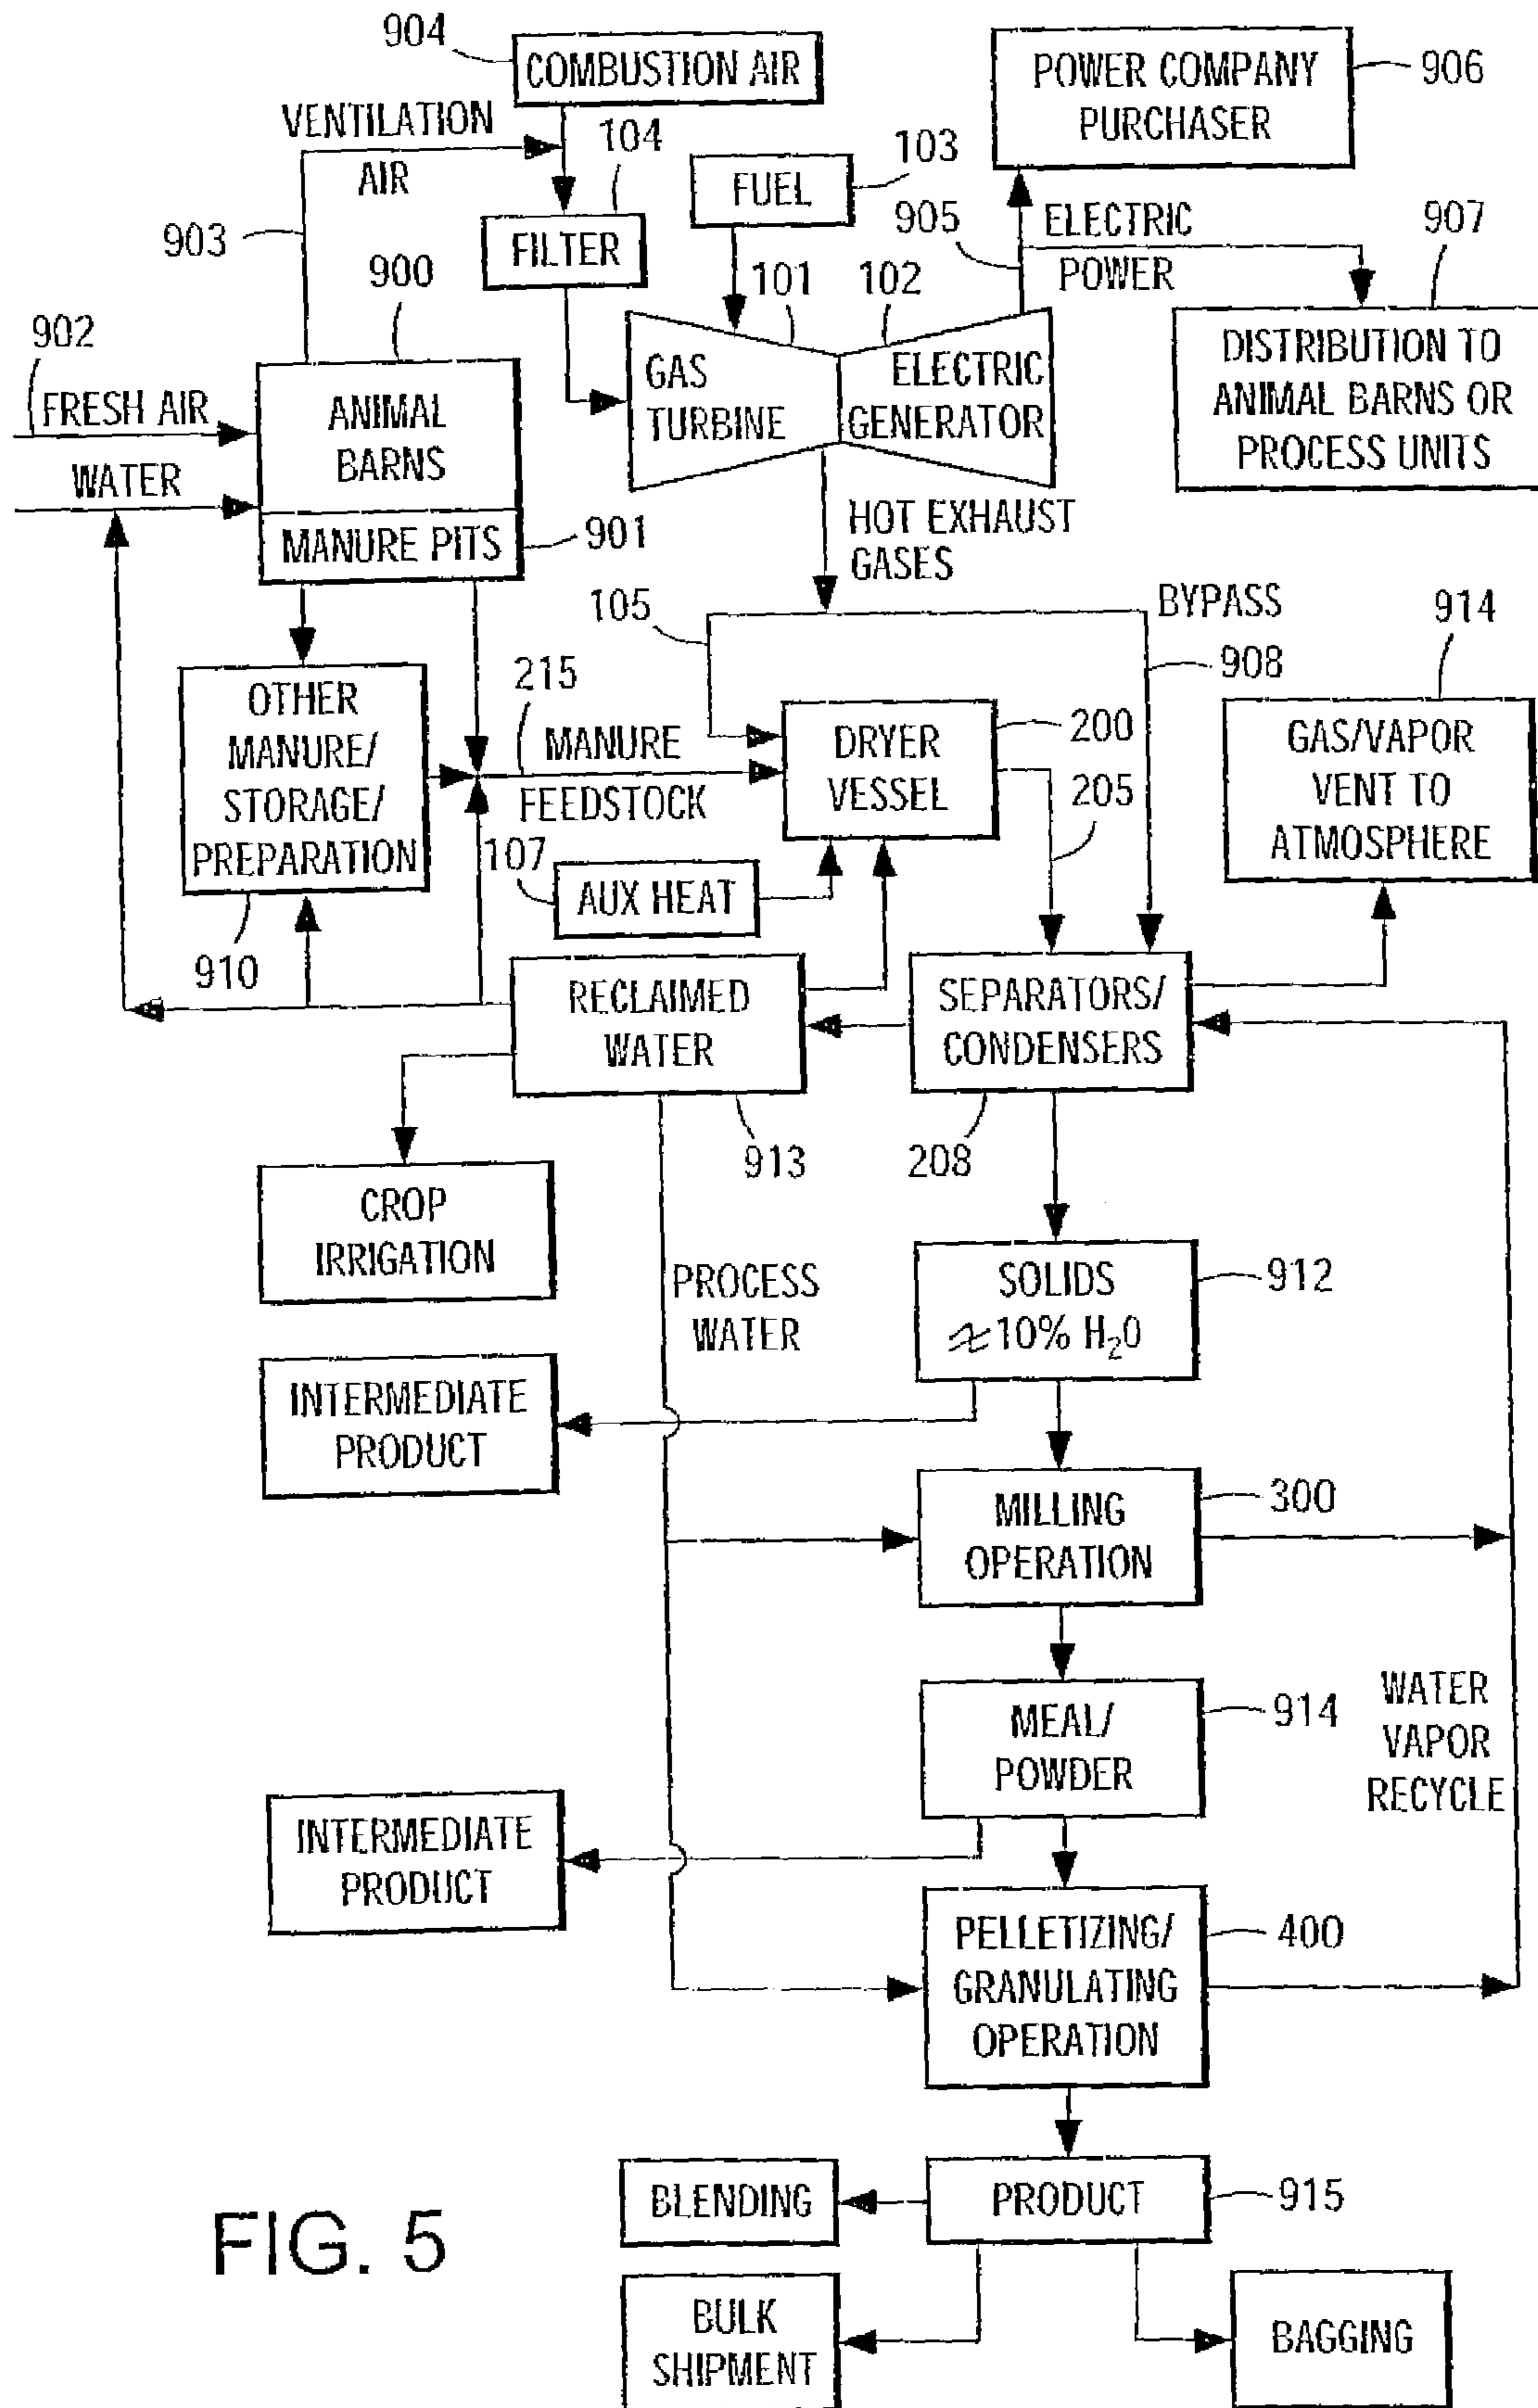 904
COMBUSTION AIR
POWER COMPANY
PURCHASER
906
VENTILATION
AIR
104
FUEL
103
903
FILTER
905
ELECTRIC
POWER
907
900
101
102
902
FRESH AIR
WATER
ANIMAL
BARNS
MANURE PITS
901
GAS
TURBINE
ELECTRIC
GENERATOR
DISTRIBUTION TO
ANIMAL BARNS OR
PROCESS UNITS
HOT EXHAUST
GASES
105
BYPASS
908
914
OTHER
MANURE/
STORAGE/
PREPARATION
910
215
MANURE
FEEDSTOCK
DRYER
VESSEL
200
205
GAS/VAPOR
VENT TO
ATMOSPHERE
107
AUX HEAT
RECLAIMED
WATER
913
SEPARATORS/
CONDENSERS
208
CROP
IRRIGATION
PROCESS
WATER
SOLIDS
≈10% H₂O
912
INTERMEDIATE
PRODUCT
MILLING
OPERATION
300
MEAL/
POWDER
914
WATER
VAPOR
RECYCLE
INTERMEDIATE
PRODUCT
PELLETIZING/
GRANULATING
OPERATION
400
BLENDING
PRODUCT
915
FIG. 5
BULK
SHIPMENT
BAGGING